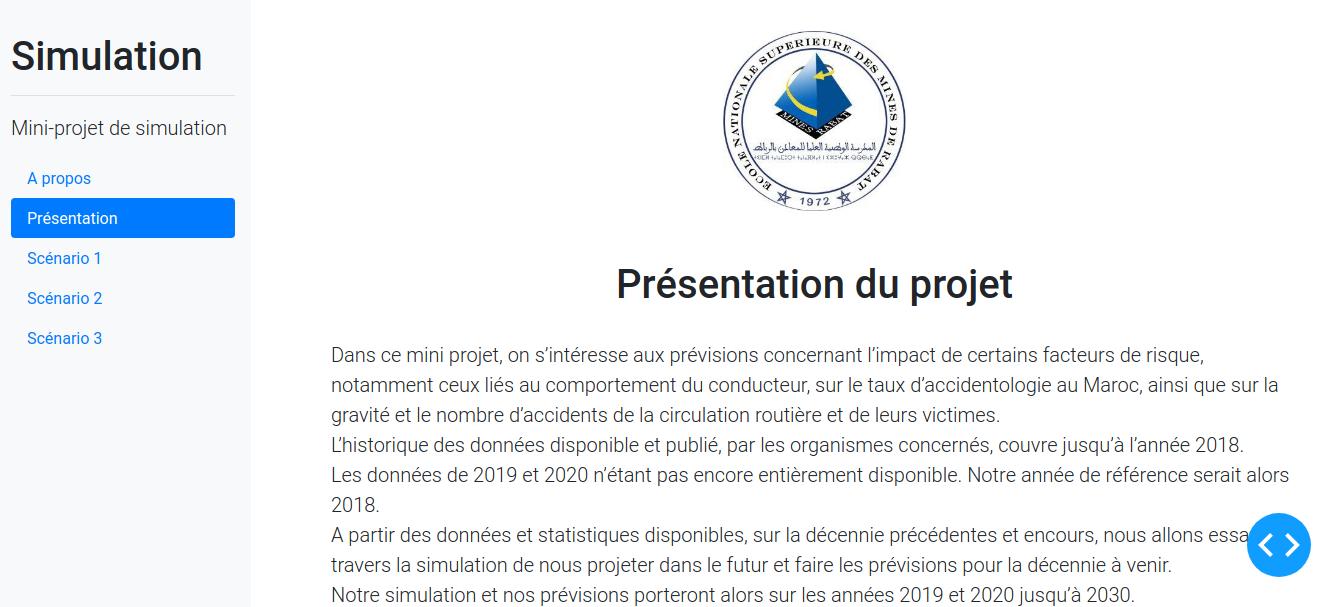 Simulation
Mini-projet de simulation
A propos
Présentation
Scénario 1
Scénario 2
Scénario 3
ECOLE NATIONALE SUPERIEURE DES MINES DE RABAT
MINES RABAT
المدرسة الوطنية العليا للمعادن بالرباط
1972
Présentation du projet
Dans ce mini projet, on s’intéresse aux prévisions concernant l’impact de certains facteurs de risque,
notamment ceux liés au comportement du conducteur, sur le taux d’accidentologie au Maroc, ainsi que sur la
gravité et le nombre d’accidents de la circulation routière et de leurs victimes.
L’historique des données disponible et publié, par les organismes concernés, couvre jusqu’à l’année 2018.
Les données de 2019 et 2020 n’étant pas encore entièrement disponible. Notre année de référence serait alors
2018.
A partir des données et statistiques disponibles, sur la décennie précédentes et encours, nous allons essa
travers la simulation de nous projeter dans le futur et faire les prévisions pour la décennie à venir.
Notre simulation et nos prévisions porteront alors sur les années 2019 et 2020 jusqu’à 2030.